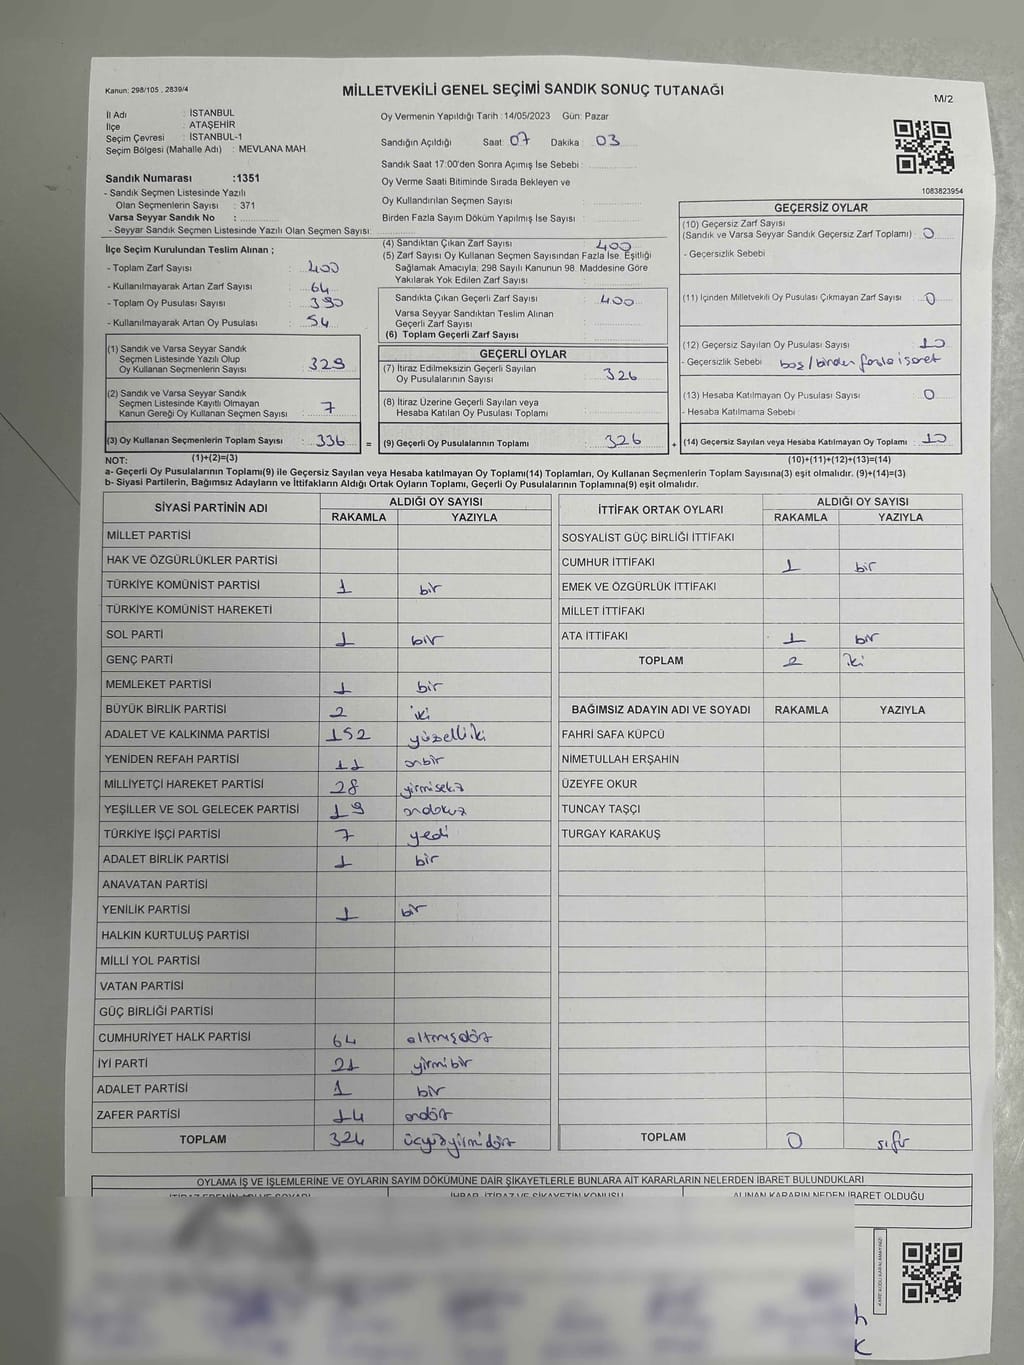 Kanun: 298/105 , 2839/4
MİLLETVEKİLİ GENEL SEÇİMİ SANDIK SONUÇ TUTANAĞI
M/2
İl Adı : İSTANBUL
İlçe : ATAŞEHİR
Seçim Çevresi : İSTANBUL-1
Seçim Bölgesi (Mahalle Adı) : MEVLANA MAH.
Oy Vermenin Yapıldığı Tarih : 14/05/2023 Gün: Pazar
Sandığın Açıldığı Saat: 07 Dakika : 03
Sandık Saat 17:00'den Sonra Açımış İse Sebebi :
Oy Verme Saati Bitiminde Sırada Bekleyen ve
Oy Kullandırılan Seçmen Sayısı :
Birden Fazla Sayım Döküm Yapılmış İse Sayısı :
1083823954
Sandık Numarası :1351
- Sandık Seçmen Listesinde Yazılı
Olan Seçmenlerin Sayısı : 371
Varsa Seyyar Sandık No :
- Seyyar Sandık Seçmen Listesinde Yazılı Olan Seçmen Sayısı:
İlçe Seçim Kurulundan Teslim Alınan ;
- Toplam Zarf Sayısı : 400
- Kullanılmayarak Artan Zarf Sayısı : 64
- Toplam Oy Pusulası Sayısı : 390
- Kullanılmayarak Artan Oy Pusulası : 54
(4) Sandıktan Çıkan Zarf Sayısı : 400
(5) Zarf Sayısı Oy Kullanan Seçmen Sayısından Fazla İse, Eşitliği
Sağlamak Amacıyla; 298 Sayılı Kanunun 98. Maddesine Göre
Yakılarak Yok Edilen Zarf Sayısı :
Sandıkta Çıkan Geçerli Zarf Sayısı : 400
Varsa Seyyar Sandıktan Teslim Alınan
Geçerli Zarf Sayısı :
(6) Toplam Geçerli Zarf Sayısı :
GEÇERSİZ OYLAR
(10) Geçersiz Zarf Sayısı
(Sandık ve Varsa Seyyar Sandık Geçersiz Zarf Toplamı) : 0
- Geçersizlik Sebebi :
(11) İçinden Milletvekili Oy Pusulası Çıkmayan Zarf Sayısı : 0
(12) Geçersiz Sayılan Oy Pusulası Sayısı : 10
- Geçersizlik Sebebi : boş/birden fazla işaret
(13) Hesaba Katılmayan Oy Pusulası Sayısı : 0
- Hesaba Katılmama Sebebi :
(14) Geçersiz Sayılan veya Hesaba Katılmayan Oy Toplamı : 10
(10)+(11)+(12)+(13)=(14)
(1) Sandık ve Varsa Seyyar Sandık
Seçmen Listesinde Yazılı Olup
Oy Kullanan Seçmenlerin Sayısı : 329
(2) Sandık ve Varsa Seyyar Sandık
Seçmen Listesinde Kayıtlı Olmayan
Kanun Gereği Oy Kullanan Seçmen Sayısı : 7
(3) Oy Kullanan Seçmenlerin Toplam Sayısı : 336 =
(1)+(2)=(3)
GEÇERLİ OYLAR
(7) İtiraz Edilmeksizin Geçerli Sayılan
Oy Pusulalarının Sayısı : 326
(8) İtiraz Üzerine Geçerli Sayılan veya
Hesaba Katılan Oy Pusulası Toplamı :
(9) Geçerli Oy Pusulalarının Toplamı : 326 +
NOT:
a- Geçerli Oy Pusulalarının Toplamı(9) ile Geçersiz Sayılan veya Hesaba katılmayan Oy Toplamı(14) Toplamları, Oy Kullanan Seçmenlerin Toplam Sayısına(3) eşit olmalıdır. (9)+(14)=(3)
b- Siyasi Partilerin, Bağımsız Adayların ve İttifakların Aldığı Ortak Oyların Toplamı, Geçerli Oy Pusulalarının Toplamına(9) eşit olmalıdır.
SİYASİ PARTİNİN ADI ALDIĞI OY SAYISI
RAKAMLA YAZIYLA
MİLLET PARTİSİ
HAK VE ÖZGÜRLÜKLER PARTİSİ
TÜRKİYE KOMÜNİST PARTİSİ 1 bir
TÜRKİYE KOMÜNİST HAREKETİ
SOL PARTİ 1 bir
GENÇ PARTİ
MEMLEKET PARTİSİ 1 bir
BÜYÜK BİRLİK PARTİSİ 2 iki
ADALET VE KALKINMA PARTİSİ 152 yüzelliiki
YENİDEN REFAH PARTİSİ 11 onbir
MİLLİYETÇİ HAREKET PARTİSİ 28 yirmisekiz
YEŞİLLER VE SOL GELECEK PARTİSİ 19 ondokuz
TÜRKİYE İŞÇİ PARTİSİ 7 yedi
ADALET BİRLİK PARTİSİ 1 bir
ANAVATAN PARTİSİ
YENİLİK PARTİSİ 1 bir
HALKIN KURTULUŞ PARTİSİ
MİLLİ YOL PARTİSİ
VATAN PARTİSİ
GÜÇ BİRLİĞİ PARTİSİ
CUMHURİYET HALK PARTİSİ 64 altmışdört
İYİ PARTİ 21 yirmibir
ADALET PARTİSİ 1 bir
ZAFER PARTİSİ 14 ondört
TOPLAM 324 üçyüzyirmidört
İTTİFAK ORTAK OYLARI ALDIĞI OY SAYISI
RAKAMLA YAZIYLA
SOSYALİST GÜÇ BİRLİĞİ İTTİFAKI
CUMHUR İTTİFAKI 1 bir
EMEK VE ÖZGÜRLÜK İTTİFAKI
MİLLET İTTİFAKI
ATA İTTİFAKI 1 bir
TOPLAM 2 iki
BAĞIMSIZ ADAYIN ADI VE SOYADI RAKAMLA YAZIYLA
FAHRİ SAFA KÜPCÜ
NİMETULLAH ERŞAHİN
ÜZEYFE OKUR
TUNCAY TAŞÇI
TURGAY KARAKUŞ
TOPLAM 0 sıfır
OYLAMA İŞ VE İŞLEMLERİNE VE OYLARIN SAYIM DÖKÜMÜNE DAİR ŞİKAYETLERLE BUNLARA AİT KARARLARIN NELERDEN İBARET BULUNDUKLARI
İTİRAZ EDENİN ADI VE SOYADI İHBAR, İTİRAZ VE ŞİKAYETİN KONUSU ALINAN KARARIN NEDEN İBARET OLDUĞU